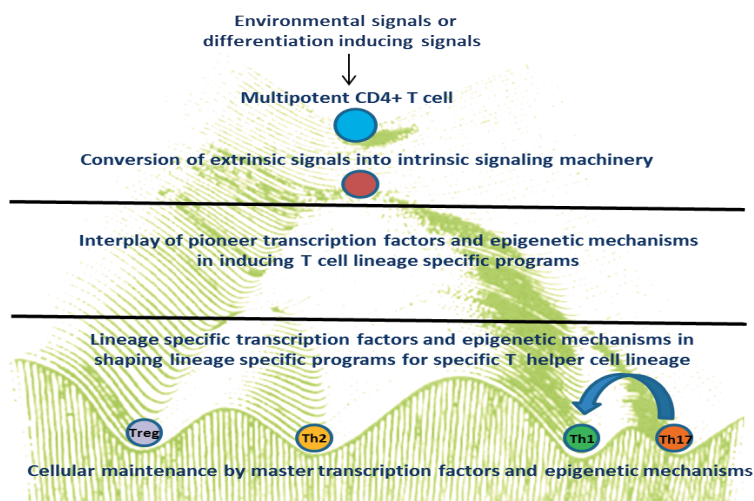 Environmental signals or
differentiation inducing signals
Multipotent CD4+ T cell
Conversion of extrinsic signals into intrinsic signaling machinery
Interplay of pioneer transcription factors and epigenetic mechanisms
in inducing T cell lineage specific programs
Lineage specific transcription factors and epigenetic mechanisms in
shaping lineage specific programs for specific T helper cell lineage
Treg Th2 Th1 Th17
Cellular maintenance by master transcription factors and epigenetic mechanisms